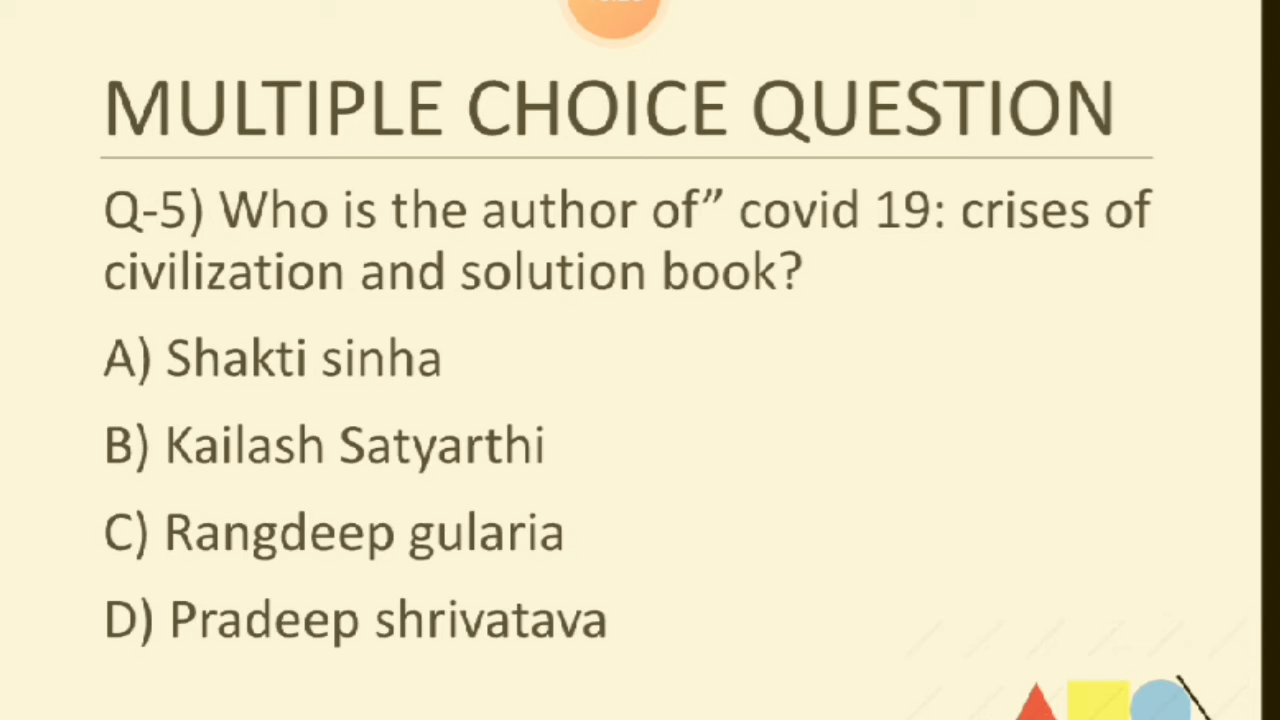 MULTIPLE CHOICE QUESTION
Q-5) Who is the author of” covid 19: crises of
civilization and solution book?
A) Shakti sinha
B) Kailash Satyarthi
C) Rangdeep gularia
D) Pradeep shrivatava